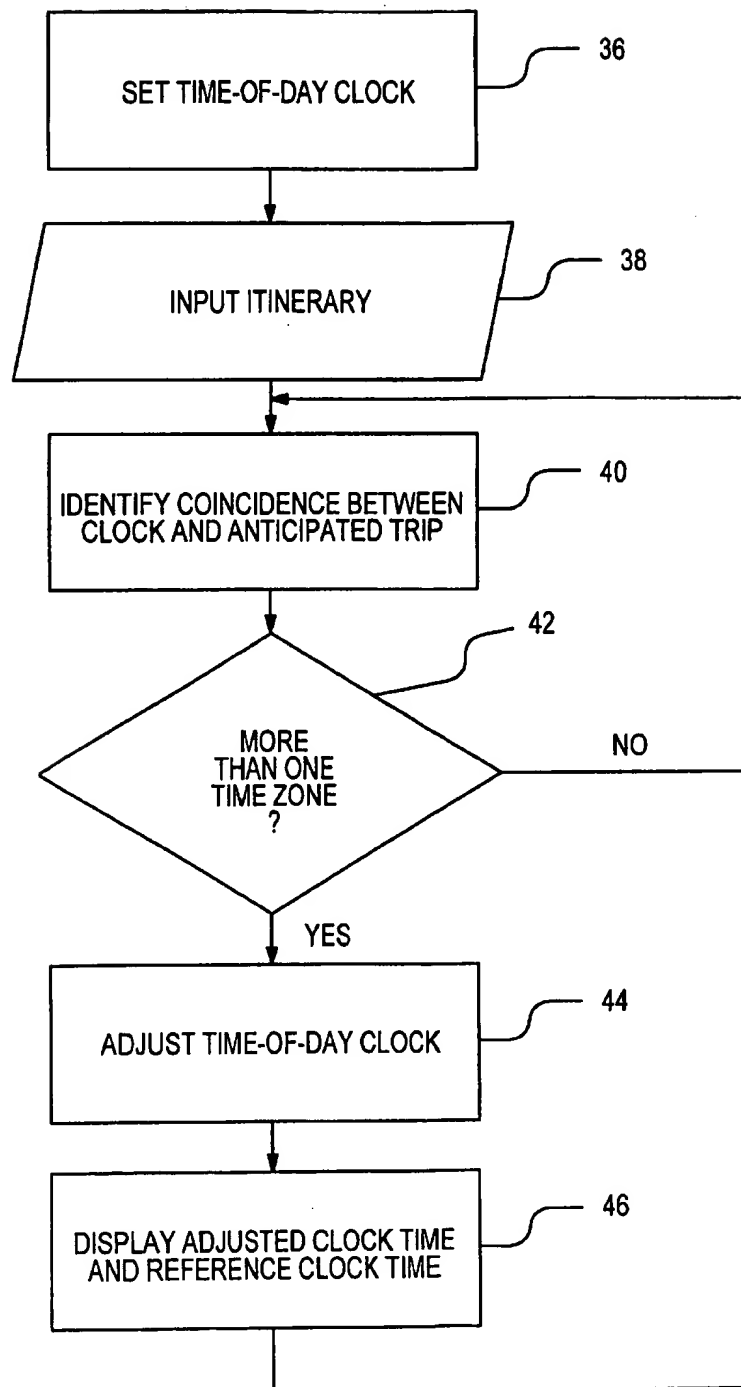 SET TIME-OF-DAY CLOCK
36
INPUT ITINERARY
38
IDENTIFY COINCIDENCE BETWEEN
CLOCK AND ANTICIPATED TRIP
40
42
MORE
THAN ONE
TIME ZONE
?
NO
YES
ADJUST TIME-OF-DAY CLOCK
44
DISPLAY ADJUSTED CLOCK TIME
AND REFERENCE CLOCK TIME
46